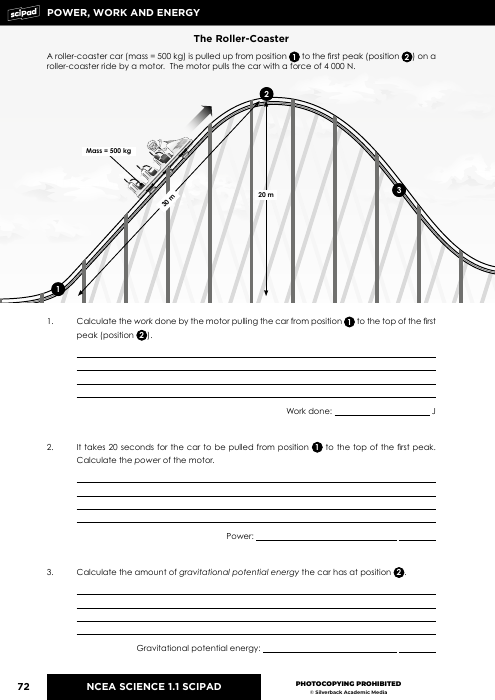 scipad POWER, WORK AND ENERGY
The Roller-Coaster
A roller-coaster car (mass = 500 kg) is pulled up from position 1 to the first peak (position 2) on a
roller-coaster ride by a motor. The motor pulls the car with a force of 4 000 N.
2
Mass = 500 kg
30 m
20 m
3
1
1. Calculate the work done by the motor pulling the car from position 1 to the top of the first
peak (position 2).
Work done: J
2. It takes 20 seconds for the car to be pulled from position 1 to the top of the first peak.
Calculate the power of the motor.
Power:
3. Calculate the amount of gravitational potential energy the car has at position 2.
Gravitational potential energy:
72 NCEA SCIENCE 1.1 SCIPAD PHOTOCOPYING PROHIBITED
© Silverback Academic Media